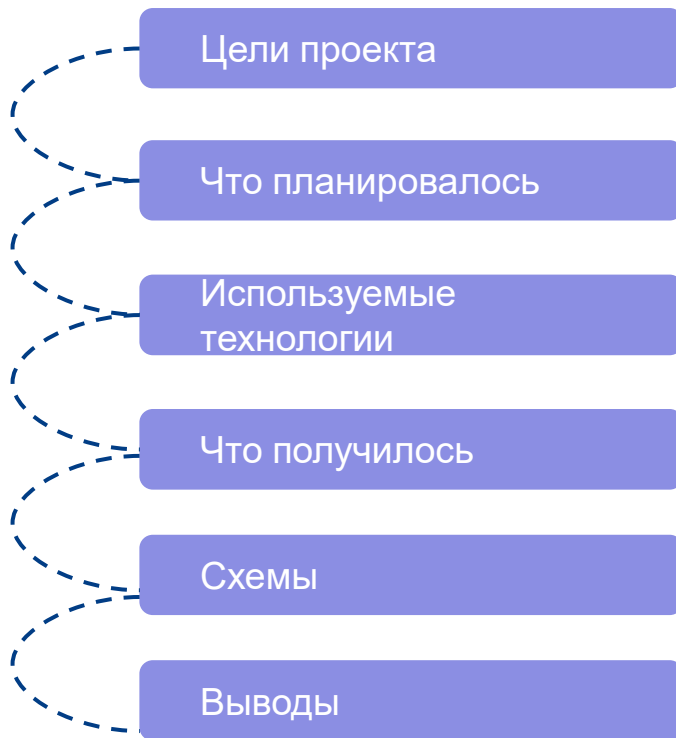 Цели проекта
Что планировалось
Используемые
технологии
Что получилось
Схемы
Выводы